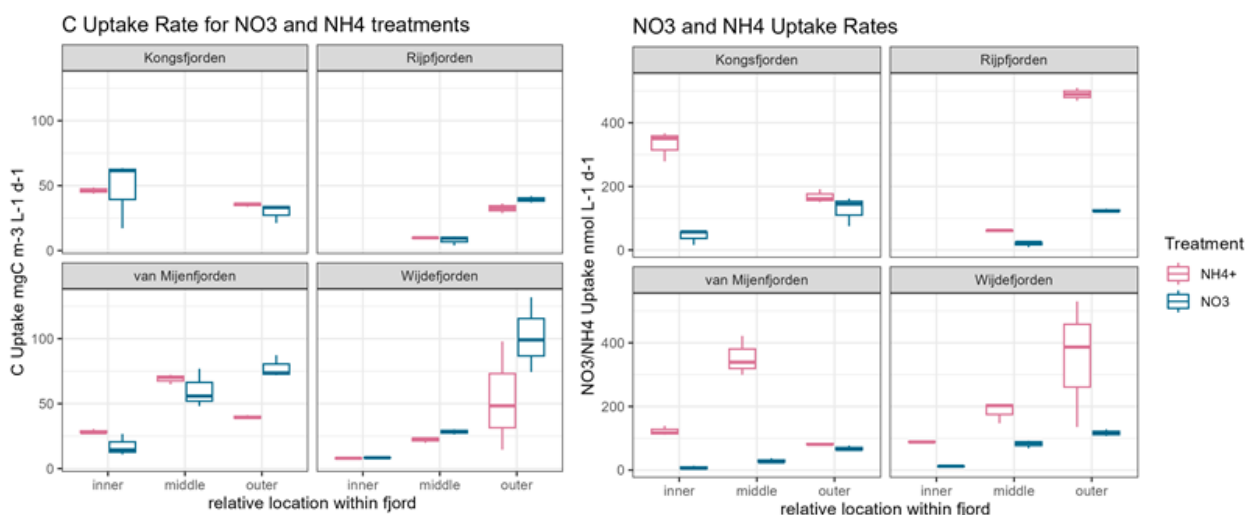 C Uptake Rate for NO3 and NH4 treatments
Kongsfjorden
Rijpfjorden
100
50
0
van Mijenfjorden
Wijdefjorden
100
50
0
inner
middle
outer
inner
middle
outer
relative location within fjord
C Uptake mgC m-3 L-1 d-1
NO3 and NH4 Uptake Rates
Kongsfjorden
Rijpfjorden
400
200
0
van Mijenfjorden
Wijdefjorden
400
200
0
inner
middle
outer
inner
middle
outer
relative location within fjord
NO3/NH4 Uptake nmol L-1 d-1
Treatment
NH4+
NO3